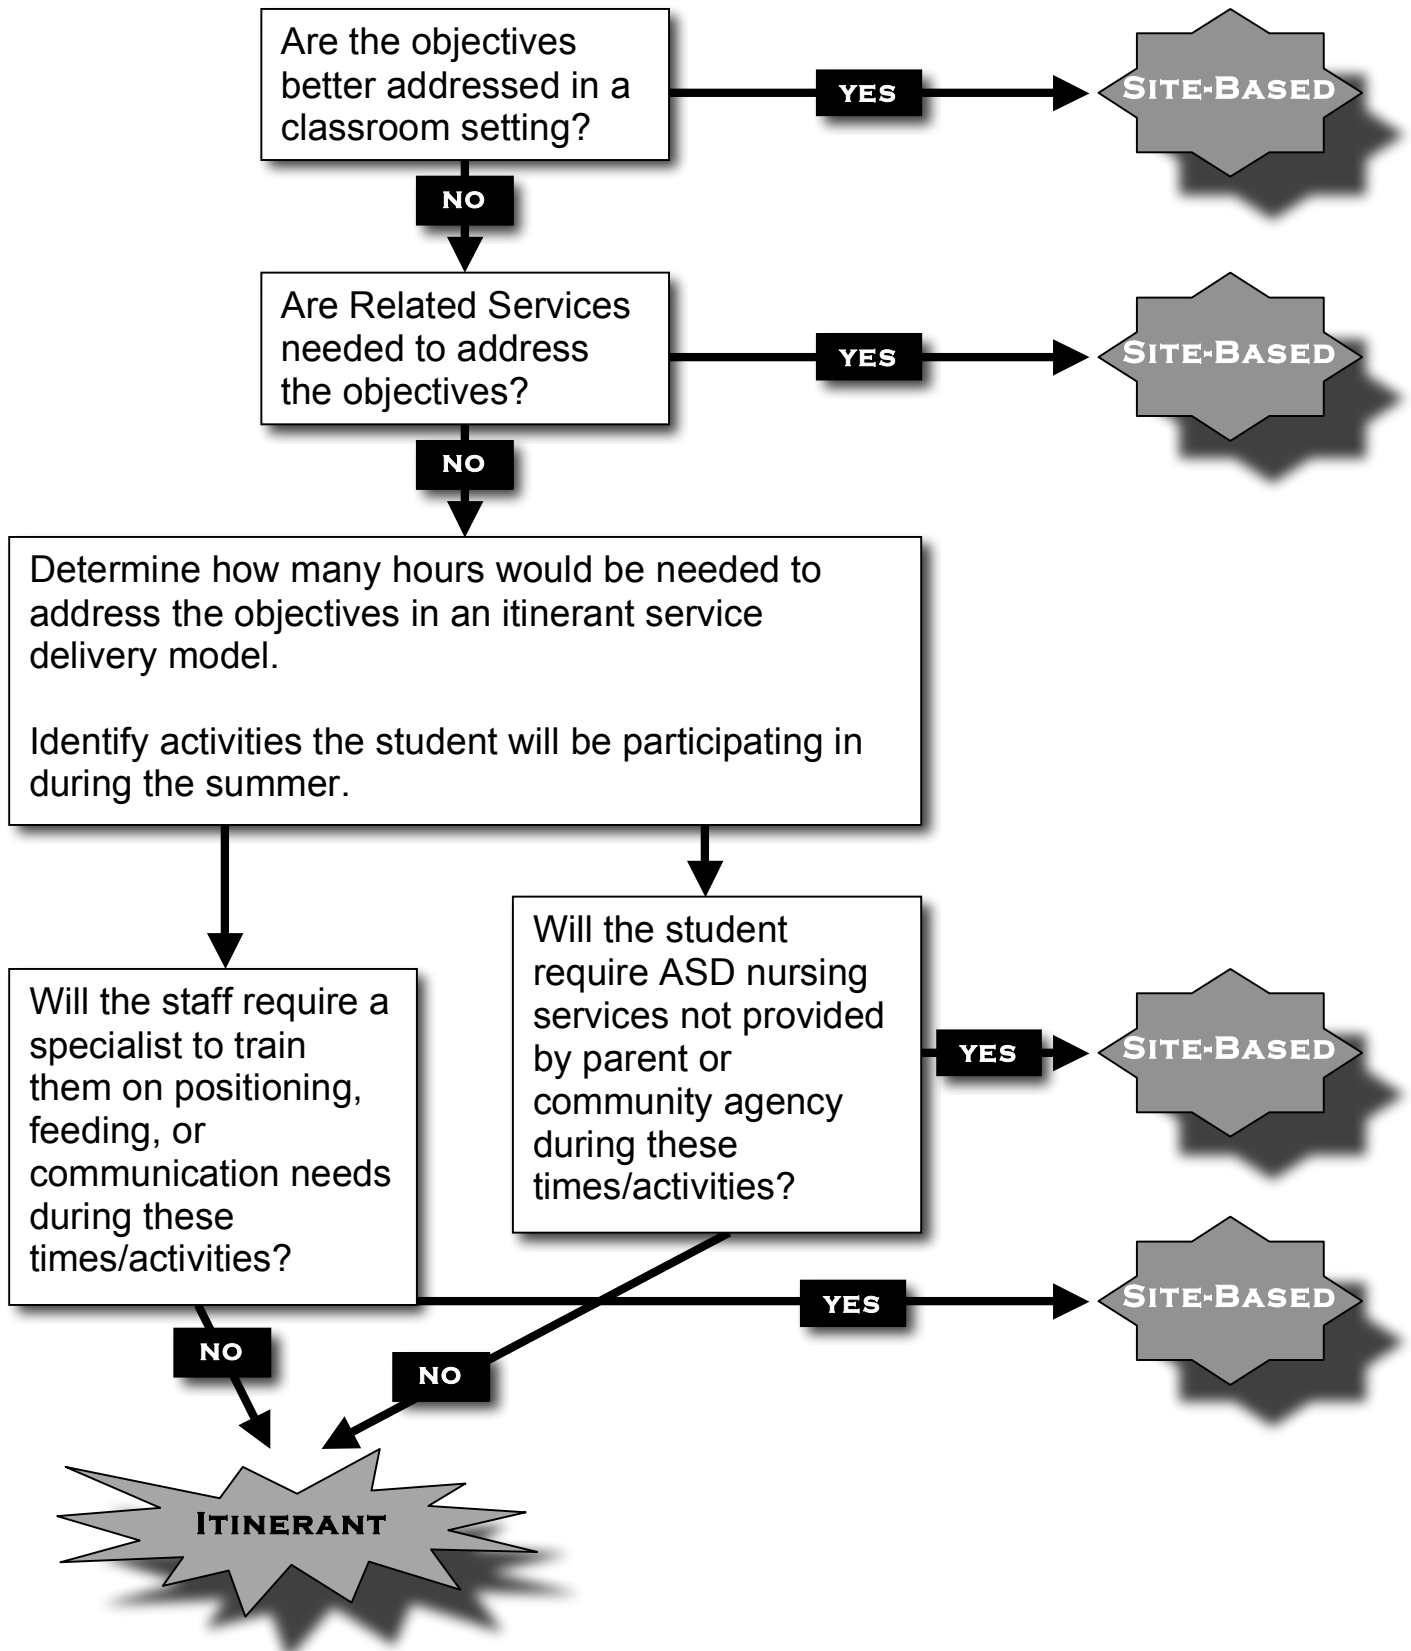 Are the objectives
better addressed in a
classroom setting?
YES
SITE-BASED
NO
Are Related Services
needed to address
the objectives?
YES
SITE-BASED
NO
Determine how many hours would be needed to
address the objectives in an itinerant service
delivery model.
Identify activities the student will be participating in
during the summer.
Will the student
require ASD nursing
services not provided
by parent or
community agency
during these
times/activities?
YES
SITE-BASED
Will the staff require a
specialist to train
them on positioning,
feeding, or
communication needs
during these
times/activities?
YES
SITE-BASED
NO
NO
ITINERANT